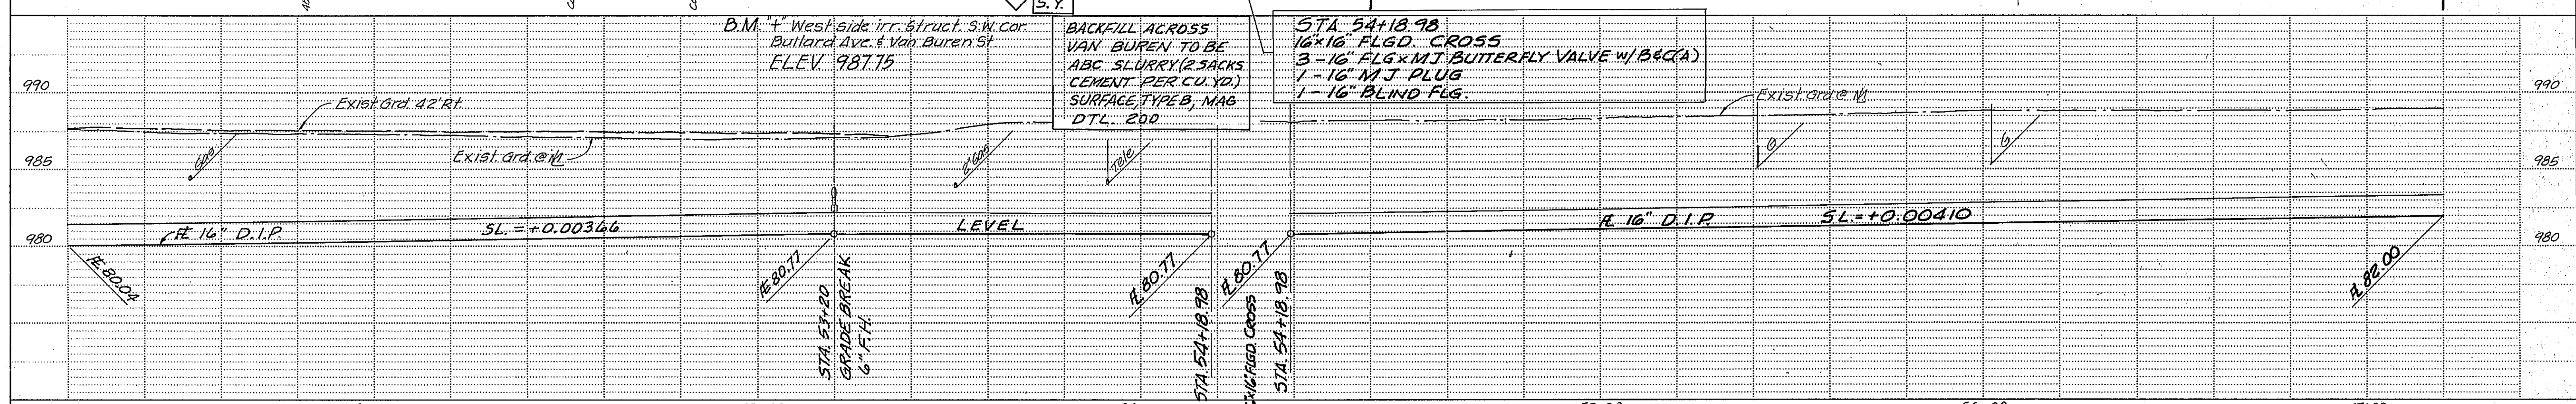 S.Y.
B.M. "+" West side irr. Struct. S.W. cor.
Bullard Ave. & Van Buren St.
ELEV. 987.75
BACKFILL ACROSS
VAN BUREN TO BE
ABC SLURRY (2 SACKS
CEMENT PER CU. YD.)
SURFACE, TYPE B, MAG
DTL. 200
STA. 54+18.98
16"x16" FLGD. CROSS
3-16" FLG x MJ BUTTERFLY VALVE w/ B&C(A)
1-16" MJ PLUG
1-16" BLIND FLG.
990
990
Exist. Grd. 42' Rt.
Exist. Grd. @
Exist. Grd @
Gas
2" Gas
Tele
G
G
985
985
980
980
16" D.I.P.
SL. = +0.00366
LEVEL
16" D.I.P.
SL. = +0.00410
80.04
80.77
80.77
80.77
82.00
STA. 53+20
GRADE BREAK
6" F.H.
STA. 54+18.98
16" FLGD. CROSS
STA. 54+18.98